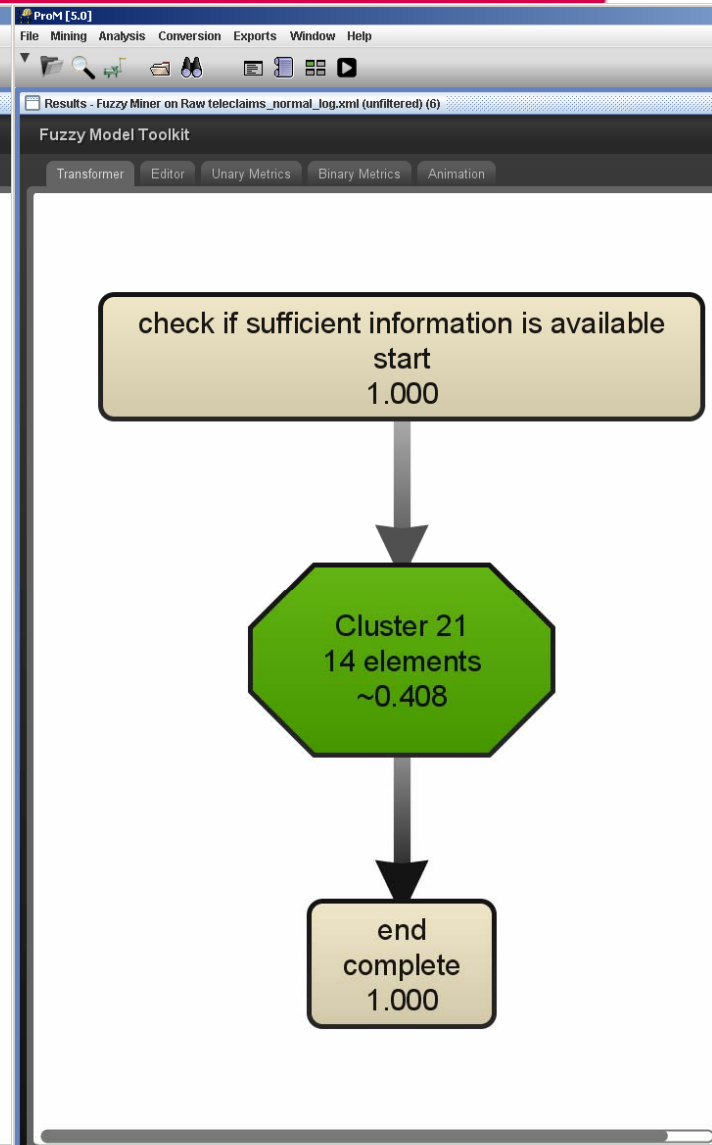 ProM [5.0]
File Mining Analysis Conversion Exports Window Help
Results - Fuzzy Miner on Raw teleclaims_normal_log.xml (unfiltered) (6)
Fuzzy Model Toolkit
Transformer Editor Unary Metrics Binary Metrics Animation
check if sufficient information is available
start
1.000
Cluster 21
14 elements
~0.408
end
complete
1.000